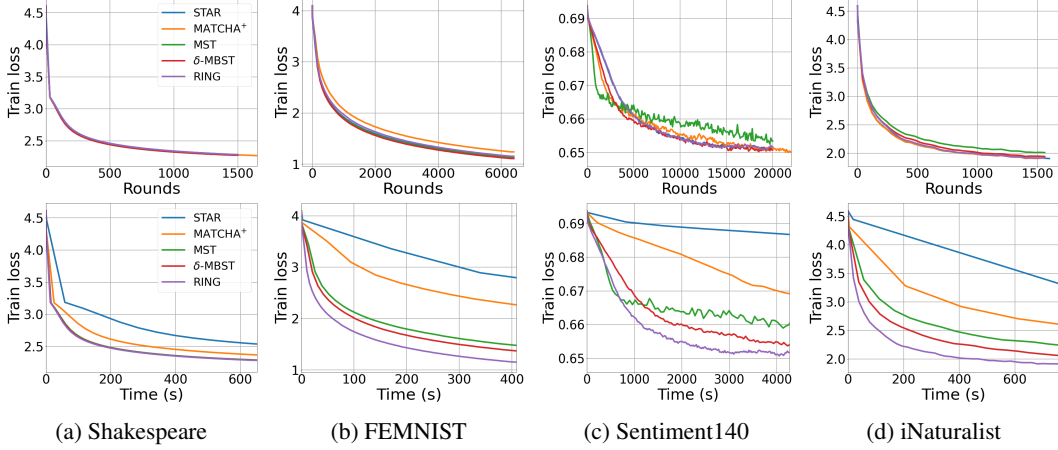 4.5
4.0
3.5
3.0
2.5
Train loss
STAR
MATCHA+
MST
δ-MBST
RING
0 500 1000 1500
Rounds
4
3
2
1
Train loss
0 2000 4000 6000
Rounds
0.69
0.69
0.66
0.65
Train loss
0 5000 10000 15000 20000
Rounds
4.5
4.0
3.5
3.0
2.5
2.0
Train loss
0 500 1000 1500
Rounds
4.5
4.0
3.5
3.0
2.5
Train loss
STAR
MATCHA+
MST
δ-MBST
RING
0 200 400 600
Time (s)
4
3
2
1
Train loss
0 100 200 300 400
Time (s)
0.69
0.68
0.67
0.66
0.65
Train loss
0 1000 2000 3000 4000
Time (s)
4.5
4.0
3.5
3.0
2.5
2.0
Train loss
0 200 400 600
Time (s)
(a) Shakespeare
(b) FEMNIST
(c) Sentiment140
(d) iNaturalist